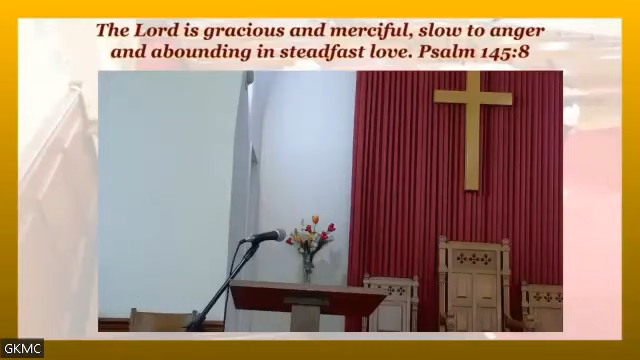 The Lord is gracious and merciful, slow to anger
and abounding in steadfast love. Psalm 145:8
GKMC